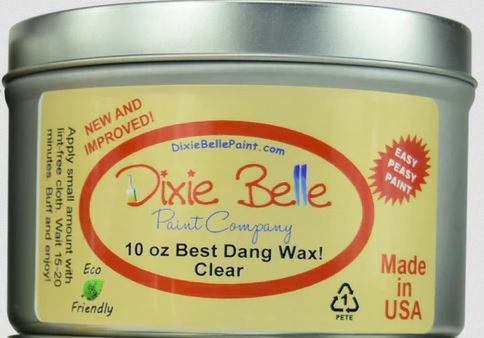 NEW AND
IMPROVED!
Apply small amount with
lint-free cloth. Wait 15-20
minutes. Buff and enjoy!
DixieBellePaint.com
Dixie Belle
Paint Company
10 oz Best Dang Wax!
Clear
EASY
PEASY
PAINT
Eco
Friendly
1
PETE
Made
in
USA